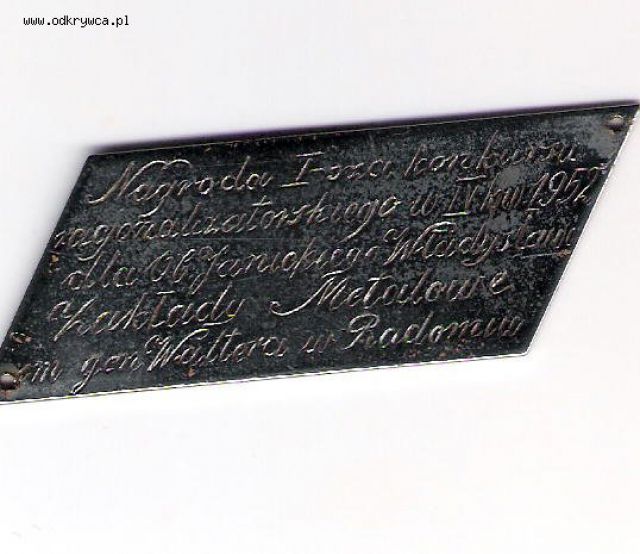 www.odkrywca.pl
Nagroda I-sza konkursu
racjonalizatorskiego w IV kw 1952
dla Ob. Janickiego Władysława
Zakłady Metalowe
im gen Waltera w Radomiu